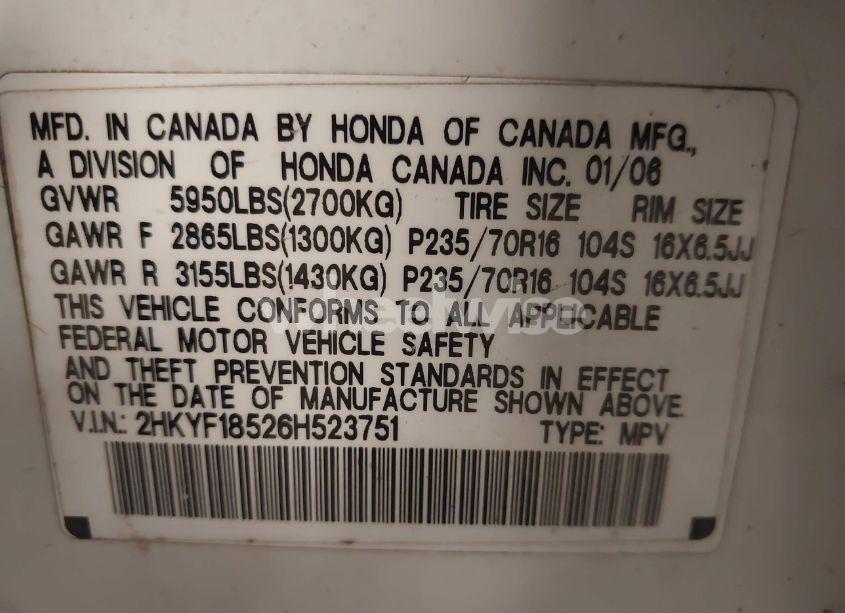 MFD. IN CANADA BY HONDA OF CANADA MFG.,
A DIVISION OF HONDA CANADA INC. 01/06
GVWR 5950LBS(2700KG) TIRE SIZE RIM SIZE
GAWR F 2865LBS(1300KG) P235/70R16 104S 16X6.5JJ
GAWR R 3155LBS(1430KG) P235/70R16 104S 16X6.5JJ
THIS VEHICLE CONFORMS TO ALL APPLICABLE
FEDERAL MOTOR VEHICLE SAFETY
AND THEFT PREVENTION STANDARDS IN EFFECT
ON THE DATE OF MANUFACTURE SHOWN ABOVE.
V.I.N.: 2HKYF18526H523751 TYPE: MPV